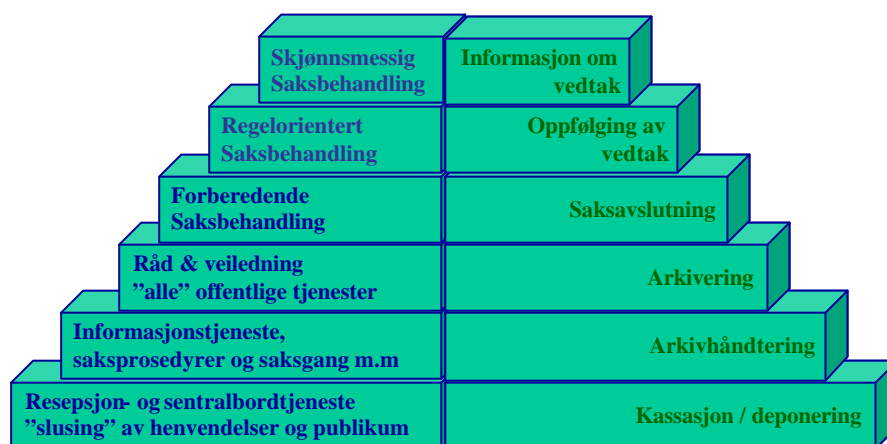 Skjønnsmessig
Saksbehandling
Informasjon om
vedtak
Regelorientert
Saksbehandling
Oppfølging av
vedtak
Forberedende
Saksbehandling
Saksavslutning
Råd & veiledning
”alle” offentlige tjenester
Arkivering
Informasjonstjeneste,
saksprosedyrer og saksgang m.m
Arkivhåndtering
Resepsjon- og sentralbordtjeneste
”slusing” av henvendelser og publikum
Kassasjon / deponering